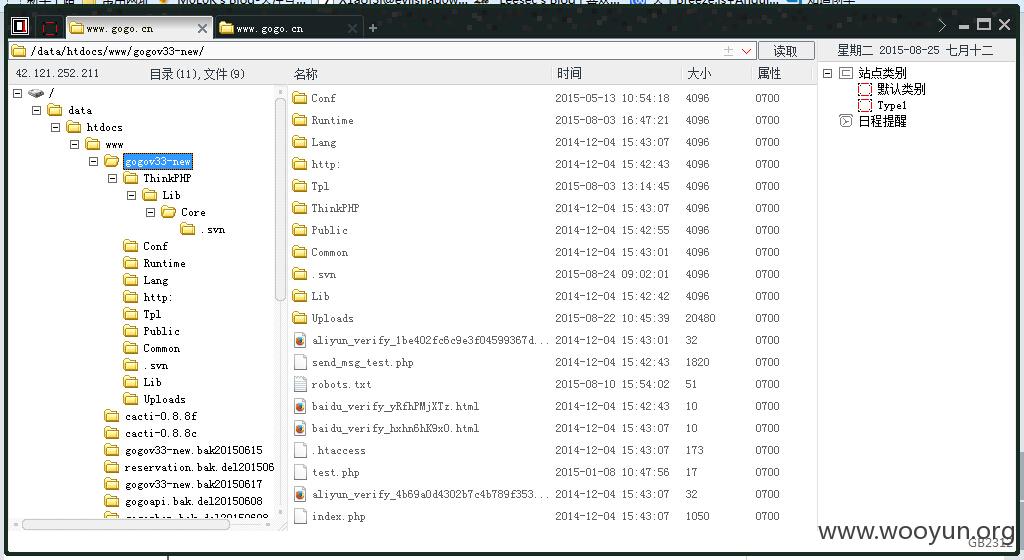 www.gogo.cn
www.gogo.cn
/data/htdocs/www/gogov33-new/
读取
星期二 2015-08-25 七月十二
42.121.252.211 目录(11),文件(9)
名称 时间 大小 属性
/
data
htdocs
www
gogov33-new
ThinkPHP
Lib
Core
.svn
Conf
Runtime
Lang
http:
Tpl
Public
Common
.svn
Lib
Uploads
cacti-0.8.8f
cacti-0.8.8c
gogov33-new.bak20150615
reservation.bak.del201506
gogov33-new.bak20150617
gogoapi.bak.del20150608
Conf 2015-05-13 10:54:18 4096 0700
Runtime 2015-08-03 16:47:21 4096 0700
Lang 2014-12-04 15:43:07 4096 0700
http: 2014-12-04 15:42:43 4096 0700
Tpl 2015-08-03 13:14:45 4096 0700
ThinkPHP 2014-12-04 15:43:07 4096 0700
Public 2014-12-04 15:42:55 4096 0700
Common 2014-12-04 15:43:07 4096 0700
.svn 2015-08-24 09:02:01 4096 0700
Lib 2014-12-04 15:42:42 4096 0700
Uploads 2015-08-22 10:45:39 20480 0700
aliyun_verify_1be402fc6c9e3f04599367d... 2014-12-04 15:43:01 32 0700
send_msg_test.php 2014-12-04 15:42:43 1820 0700
robots.txt 2015-08-10 15:54:02 51 0700
baidu_verify_yRfhPMjXTz.html 2014-12-04 15:42:43 10 0700
baidu_verify_hxhn6hK9x0.html 2014-12-04 15:43:07 10 0700
.htaccess 2014-12-04 15:43:07 173 0700
test.php 2015-01-08 10:47:56 17 0700
aliyun_verify_4b69a0d4302b7c4b789f353... 2014-12-04 15:43:07 32 0700
index.php 2014-12-04 15:43:07 1050 0700
站点类别
默认类别
Type1
日程提醒
www.wooyun.org
GB2312